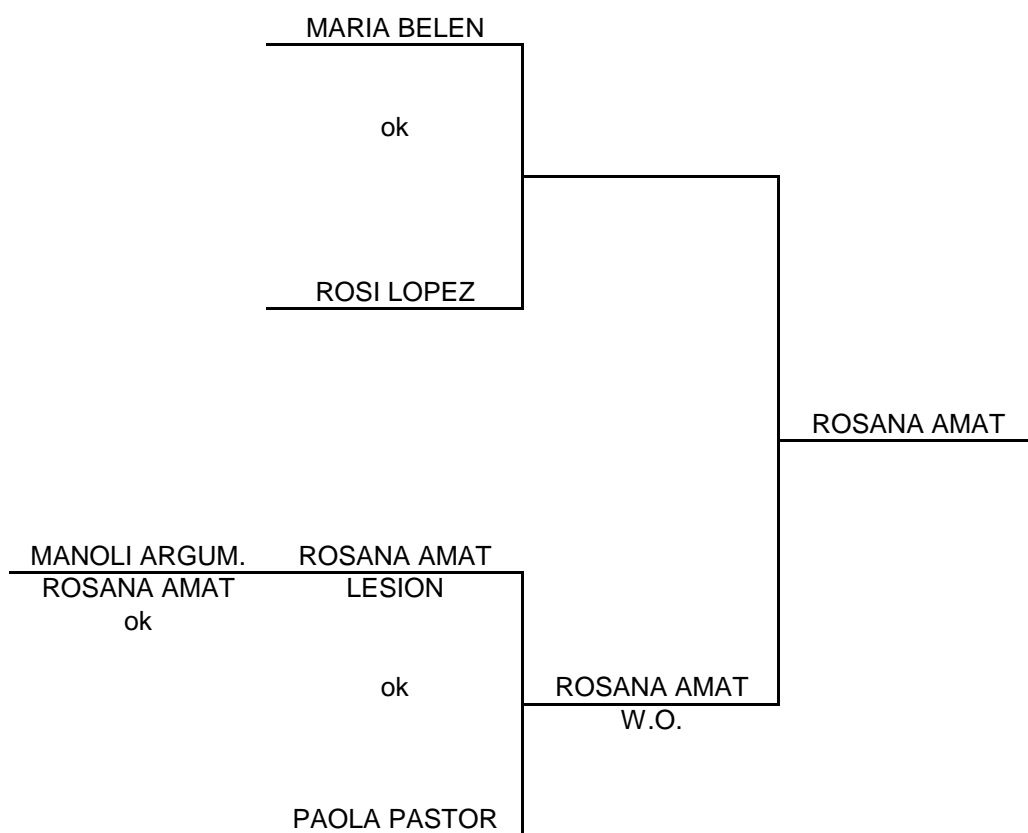 MARIA BELEN
ok
ROSI LOPEZ
ROSANA AMAT
MANOLI ARGUM.
ROSANA AMAT
ROSANA AMAT
LESION
ok
ok
ROSANA AMAT
W.O.
PAOLA PASTOR